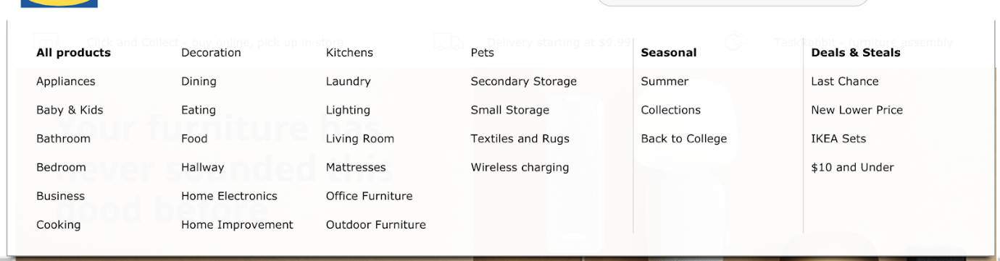 Click and Collect - buy online, pick up in store
Delivery starting at $9.99
TaskRabbit - furniture assembly
All products
Appliances
Baby & Kids
Bathroom
Bedroom
Business
Cooking
Decoration
Dining
Eating
Food
Hallway
Home Electronics
Home Improvement
Kitchens
Laundry
Lighting
Living Room
Mattresses
Office Furniture
Outdoor Furniture
Pets
Secondary Storage
Small Storage
Textiles and Rugs
Wireless charging
Seasonal
Summer
Collections
Back to College
Deals & Steals
Last Chance
New Lower Price
IKEA Sets
$10 and Under
Your furniture has
never sounded this
good before